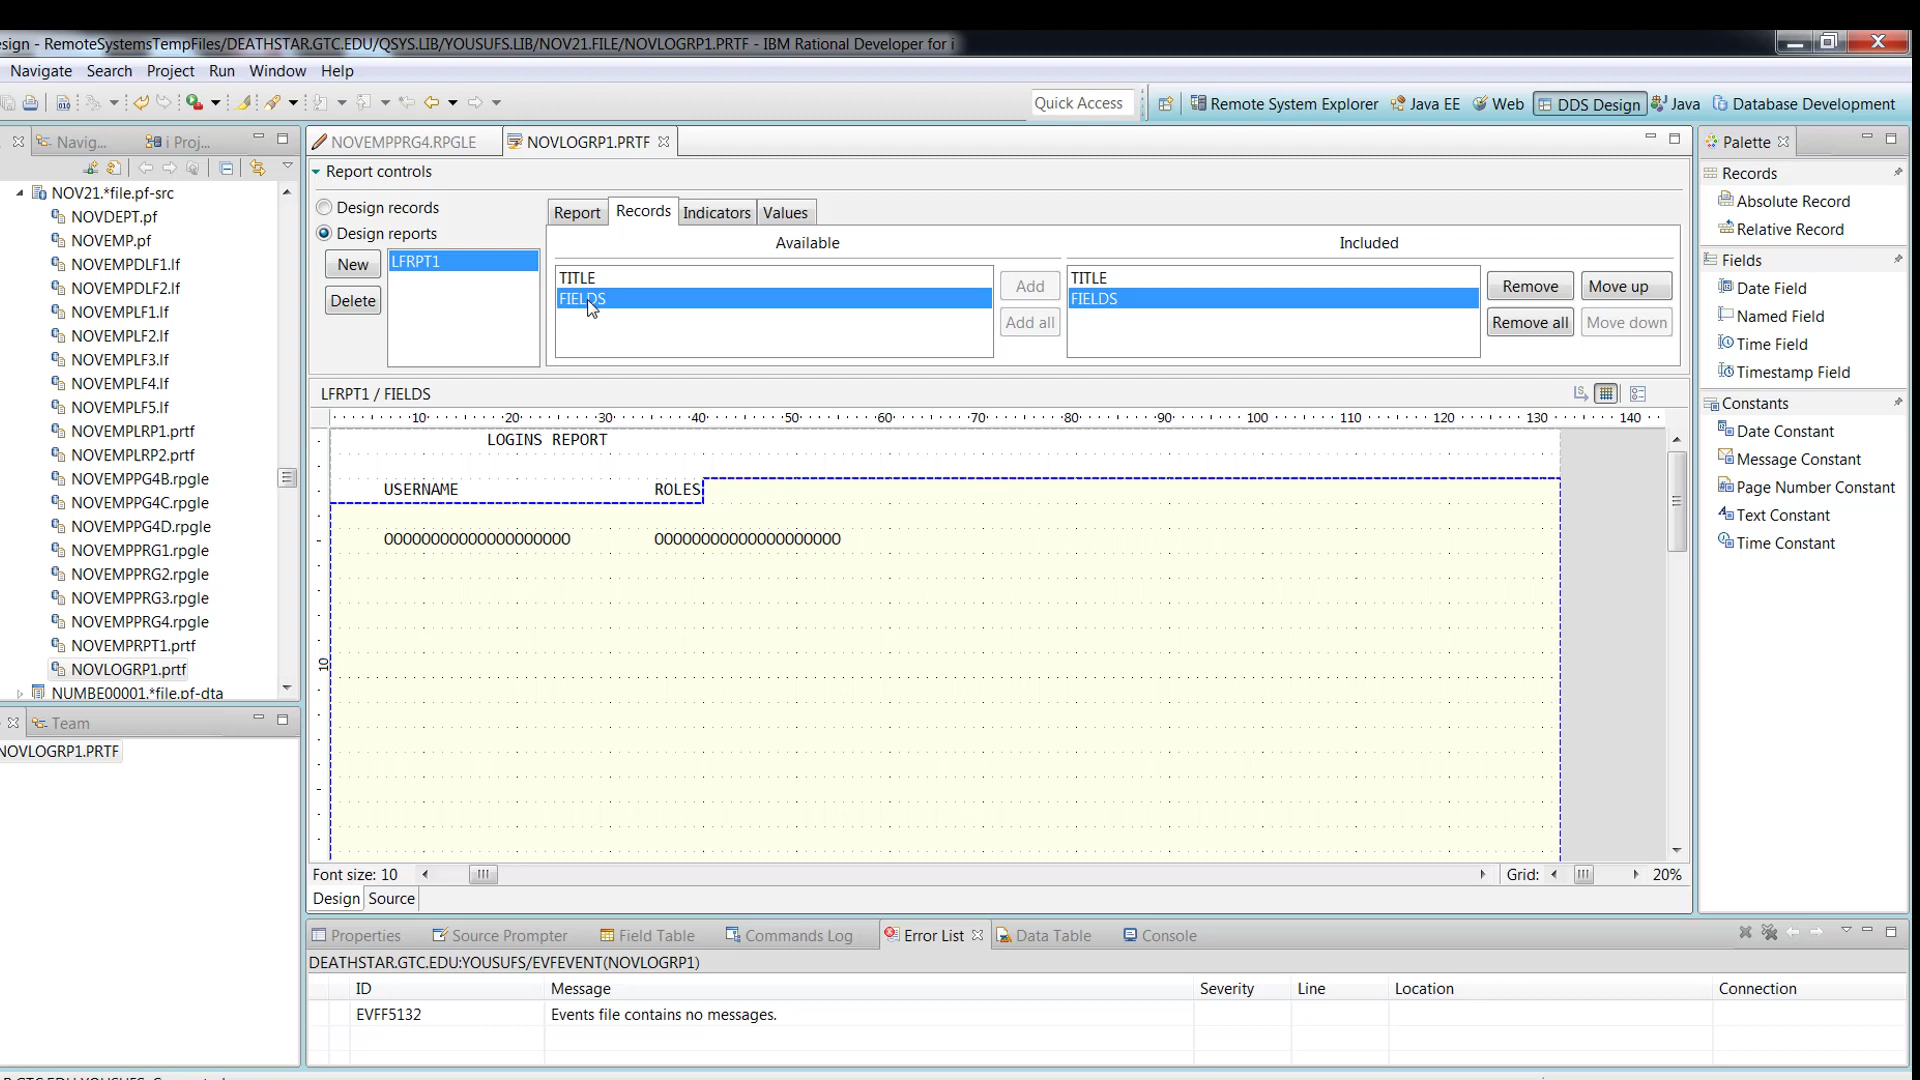 esign - RemoteSystemsTempFiles/DEATHSTAR.GTC.EDU/QSYS.LIB/YOUSUFS.LIB/NOV21.FILE/NOVLOGRP1.PRTF - IBM Rational Developer for i
Navigate Search Project Run Window Help
Quick Access Remote System Explorer Java EE Web DDS Design Java Database Development
Navig... i Proj...
NOVEMPPRG4.RPGLE NOVLOGRP1.PRTF
Palette
Report controls
Records
NOV21.*file.pf-src
NOVDEPT.pf
NOVEMP.pf
NOVEMPDLF1.lf
NOVEMPDLF2.lf
NOVEMPLF1.lf
NOVEMPLF2.lf
NOVEMPLF3.lf
NOVEMPLF4.lf
NOVEMPLF5.lf
NOVEMPLRP1.prtf
NOVEMPLRP2.prtf
NOVEMPPG4B.rpgle
NOVEMPPG4C.rpgle
NOVEMPPG4D.rpgle
NOVEMPPRG1.rpgle
NOVEMPPRG2.rpgle
NOVEMPPRG3.rpgle
NOVEMPPRG4.rpgle
NOVEMPRPT1.prtf
NOVLOGRP1.prtf
NUMBE00001.*file.pf-dta
Team
NOVLOGRP1.PRTF
Design records
Design reports
New
Delete
LFRPT1
Report Records Indicators Values
Available Included
TITLE
FIELDS
Add
Add all
TITLE
FIELDS
Remove Move up
Remove all Move down
LFRPT1 / FIELDS
10 20 30 40 50 60 70 80 90 100 110 120 130 140
LOGINS REPORT
USERNAME ROLES
OOOOOOOOOOOOOOOOOOOO OOOOOOOOOOOOOOOOOOOO
10
Font size: 10 Grid: 20%
Design Source
Absolute Record
Relative Record
Fields
Date Field
Named Field
Time Field
Timestamp Field
Constants
Date Constant
Message Constant
Page Number Constant
Text Constant
Time Constant
Properties Source Prompter Field Table Commands Log Error List Data Table Console
DEATHSTAR.GTC.EDU:YOUSUFS/EVFEVENT(NOVLOGRP1)
ID Message Severity Line Location Connection
EVFF5132 Events file contains no messages.